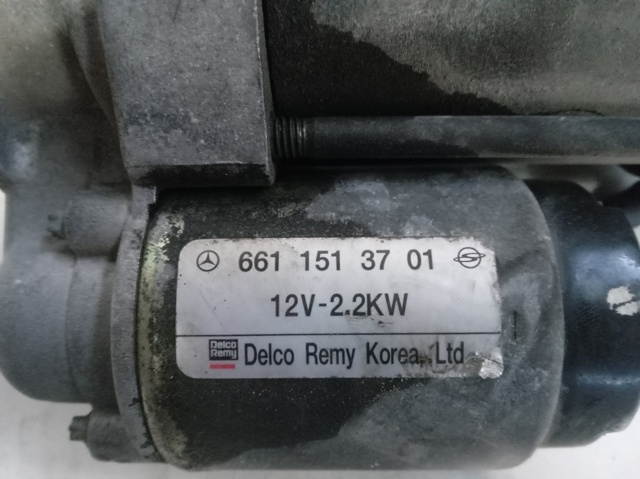 661 151 37 01
12V-2.2KW
Delco Remy Delco Remy Korea, Ltd